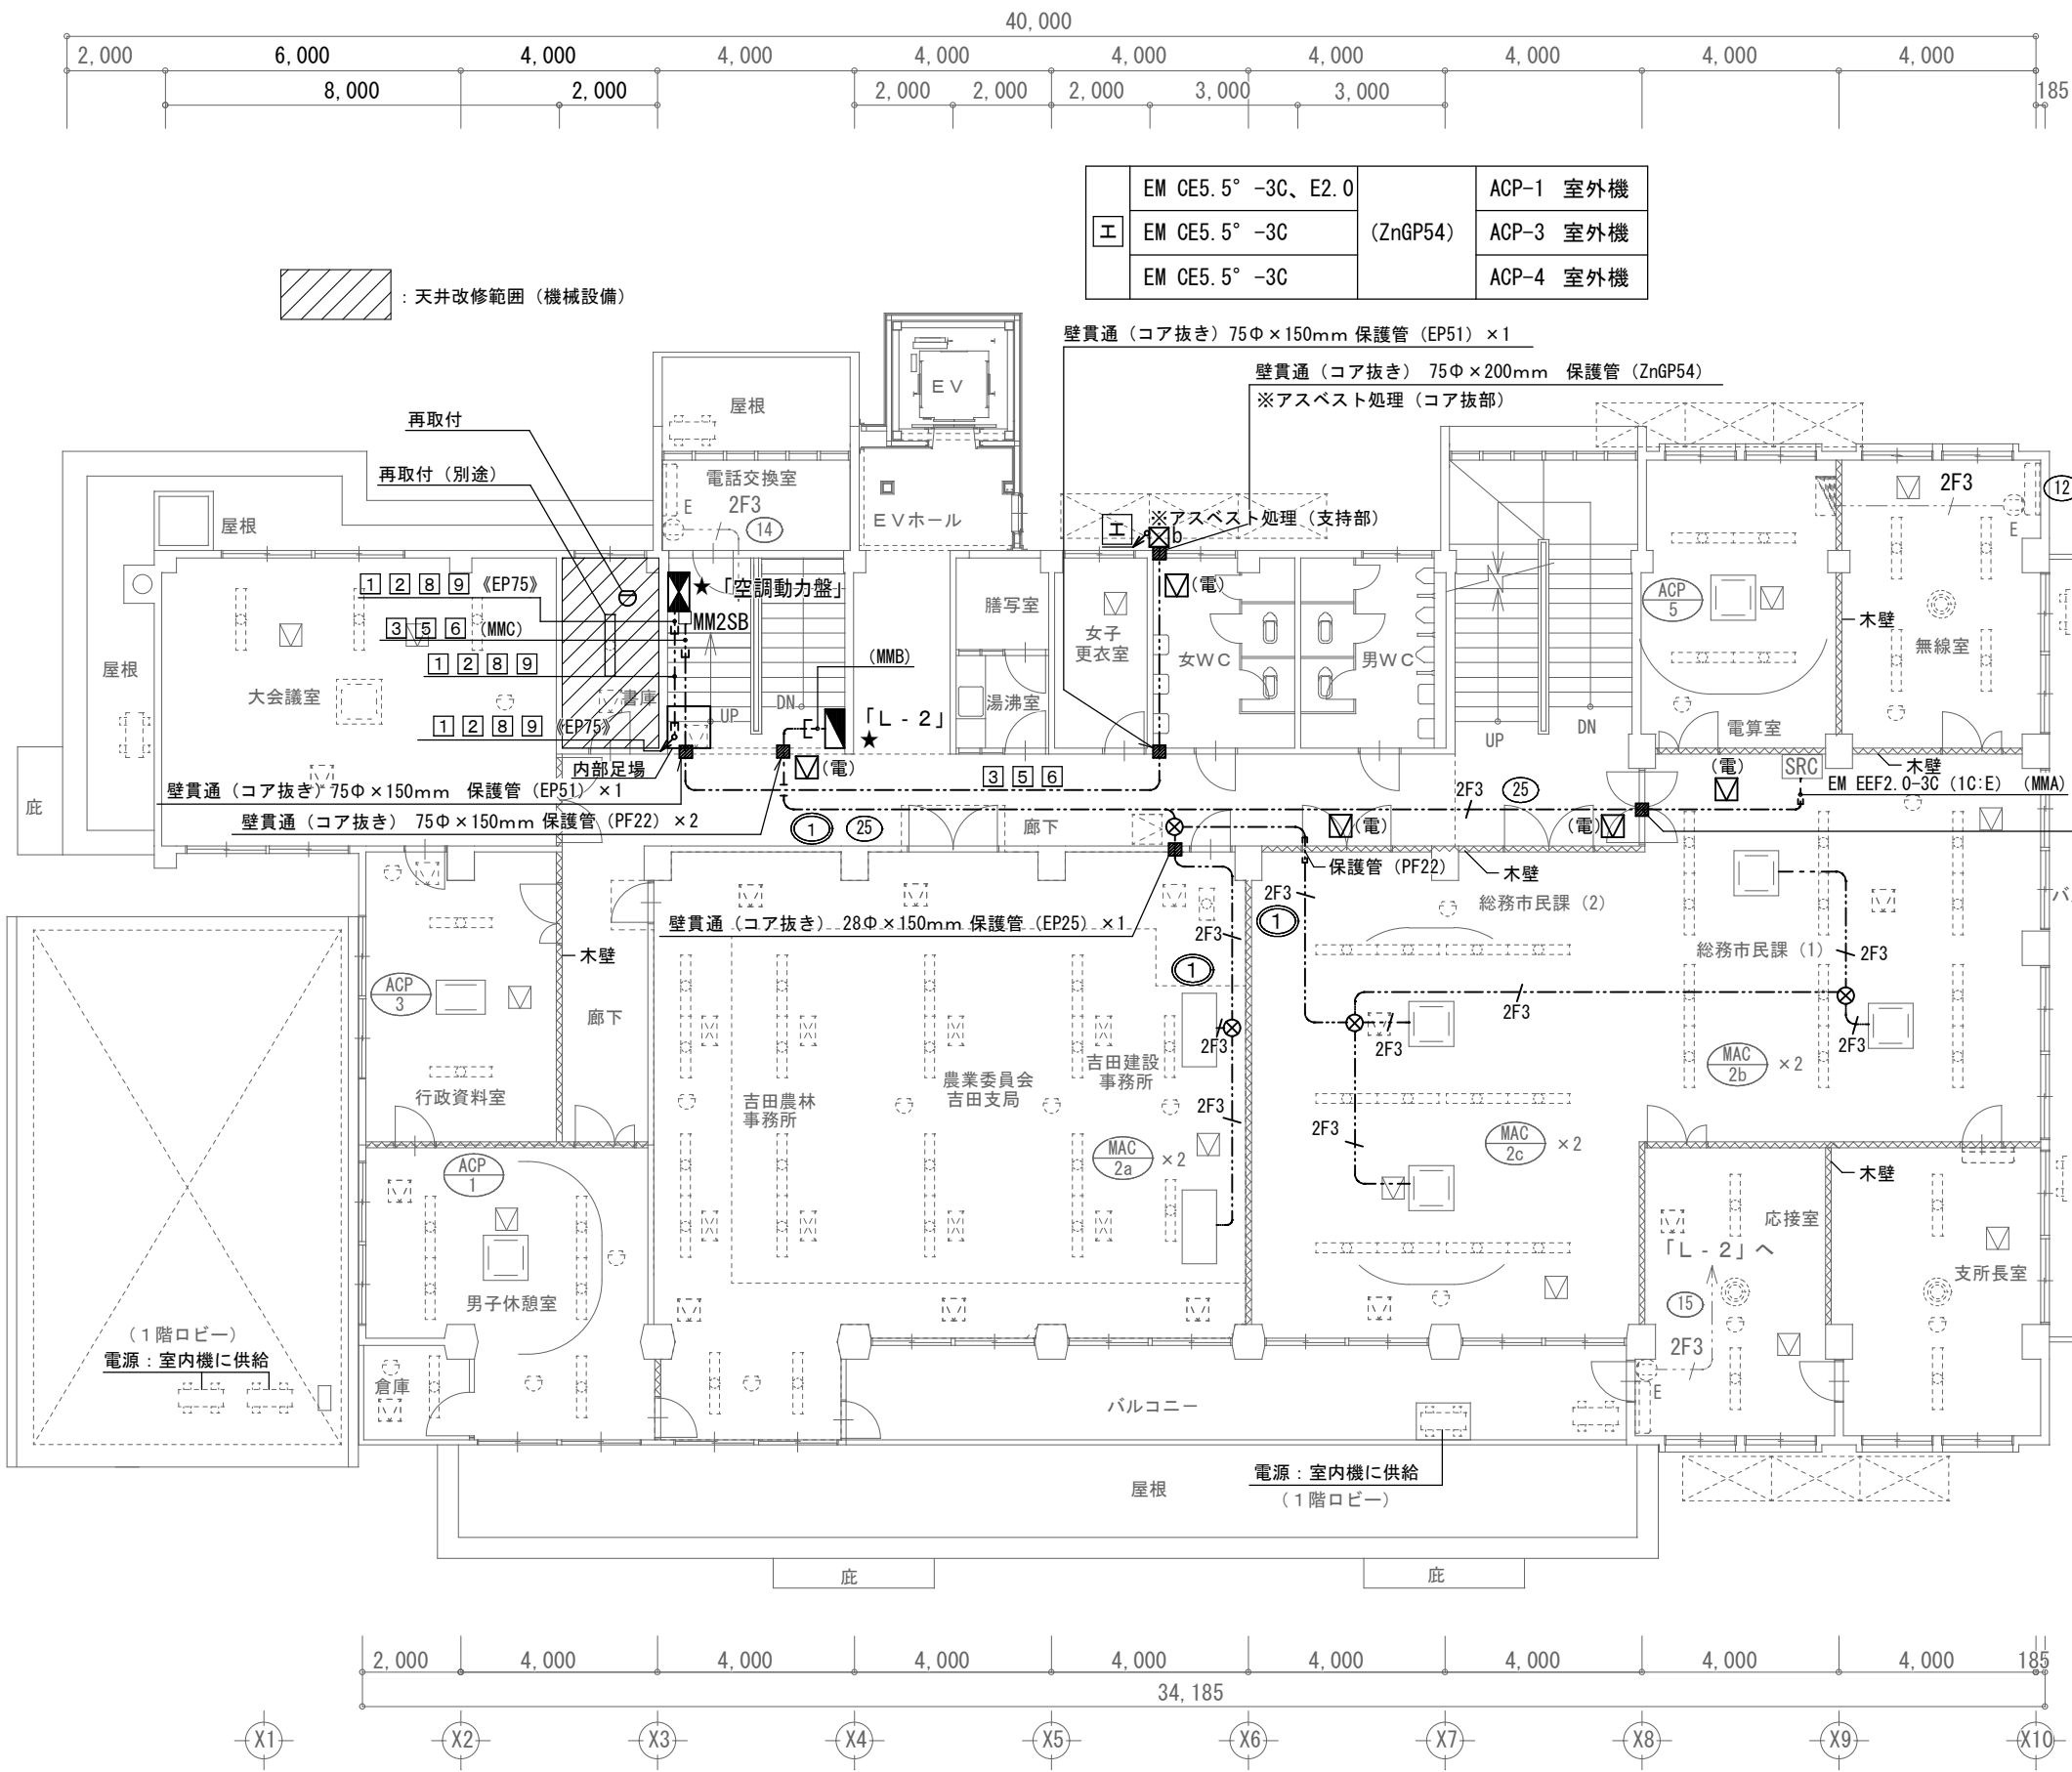 40,000
2,000 6,000 4,000 4,000 4,000 4,000 4,000 4,000 4,000 4,000
8,000 2,000 2,000 2,000 2,000 3,000 3,000 185
EM CE5.5° -3C、E2.0 ACP-1 室外機
エ EM CE5.5° -3C (ZnGP54) ACP-3 室外機
EM CE5.5° -3C ACP-4 室外機
：天井改修範囲（機械設備）
壁貫通（コア抜き）75Φ×150mm 保護管（EP51）×1
壁貫通（コア抜き） 75Φ×200mm 保護管（ZnGP54）
※アスベスト処理（コア抜部）
EV
屋根
再取付
再取付（別途）
電話交換室
2F3
14
E
EVホール
エ
※アスベスト処理（支持部）
b
2F3
12
E
屋根
1 2 8 9 《EP75》
★「空調動力盤」
(電)
謄写室
ACP
5
3 5 6 (MMC)
MM2SB
女子
更衣室
女WC
男WC
木壁
無線室
屋根
1 2 8 9
(MMB)
大会議室
書庫
湯沸室
UP
DN
「L-2」
★
1 2 8 9 《EP75》
UP
DN
電算室
内部足場
(電)
3 5 6
(電)
SRC
木壁
EM EEF2.0-3C (1C:E) (MMA)
壁貫通（コア抜き）75Φ×150mm 保護管（EP51）×1
2F3
25
庇
壁貫通（コア抜き） 75Φ×150mm 保護管（PF22）×2
1
25
廊下
(電)
(電)
保護管（PF22）
木壁
2F3
総務市民課（2）
バ
壁貫通（コア抜き） 28Φ×150mm 保護管（EP25）×1
1
2F3
総務市民課（1）
2F3
木壁
1
ACP
3
廊下
2F3
2F3
2F3
2F3
吉田建設
事務所
MAC
2b
×2
農業委員会
吉田支局
行政資料室
吉田農林
事務所
2F3
2F3
MAC
2c
×2
MAC
2a
×2
ACP
1
木壁
応接室
「L-2」へ
支所長室
男子休憩室
15
（1階ロビー）
電源：室内機に供給
2F3
倉庫
E
バルコニー
電源：室内機に供給
（1階ロビー）
屋根
庇
庇
2,000 4,000 4,000 4,000 4,000 4,000 4,000 4,000 4,000 185
34,185
X1 X2 X3 X4 X5 X6 X7 X8 X9 X10